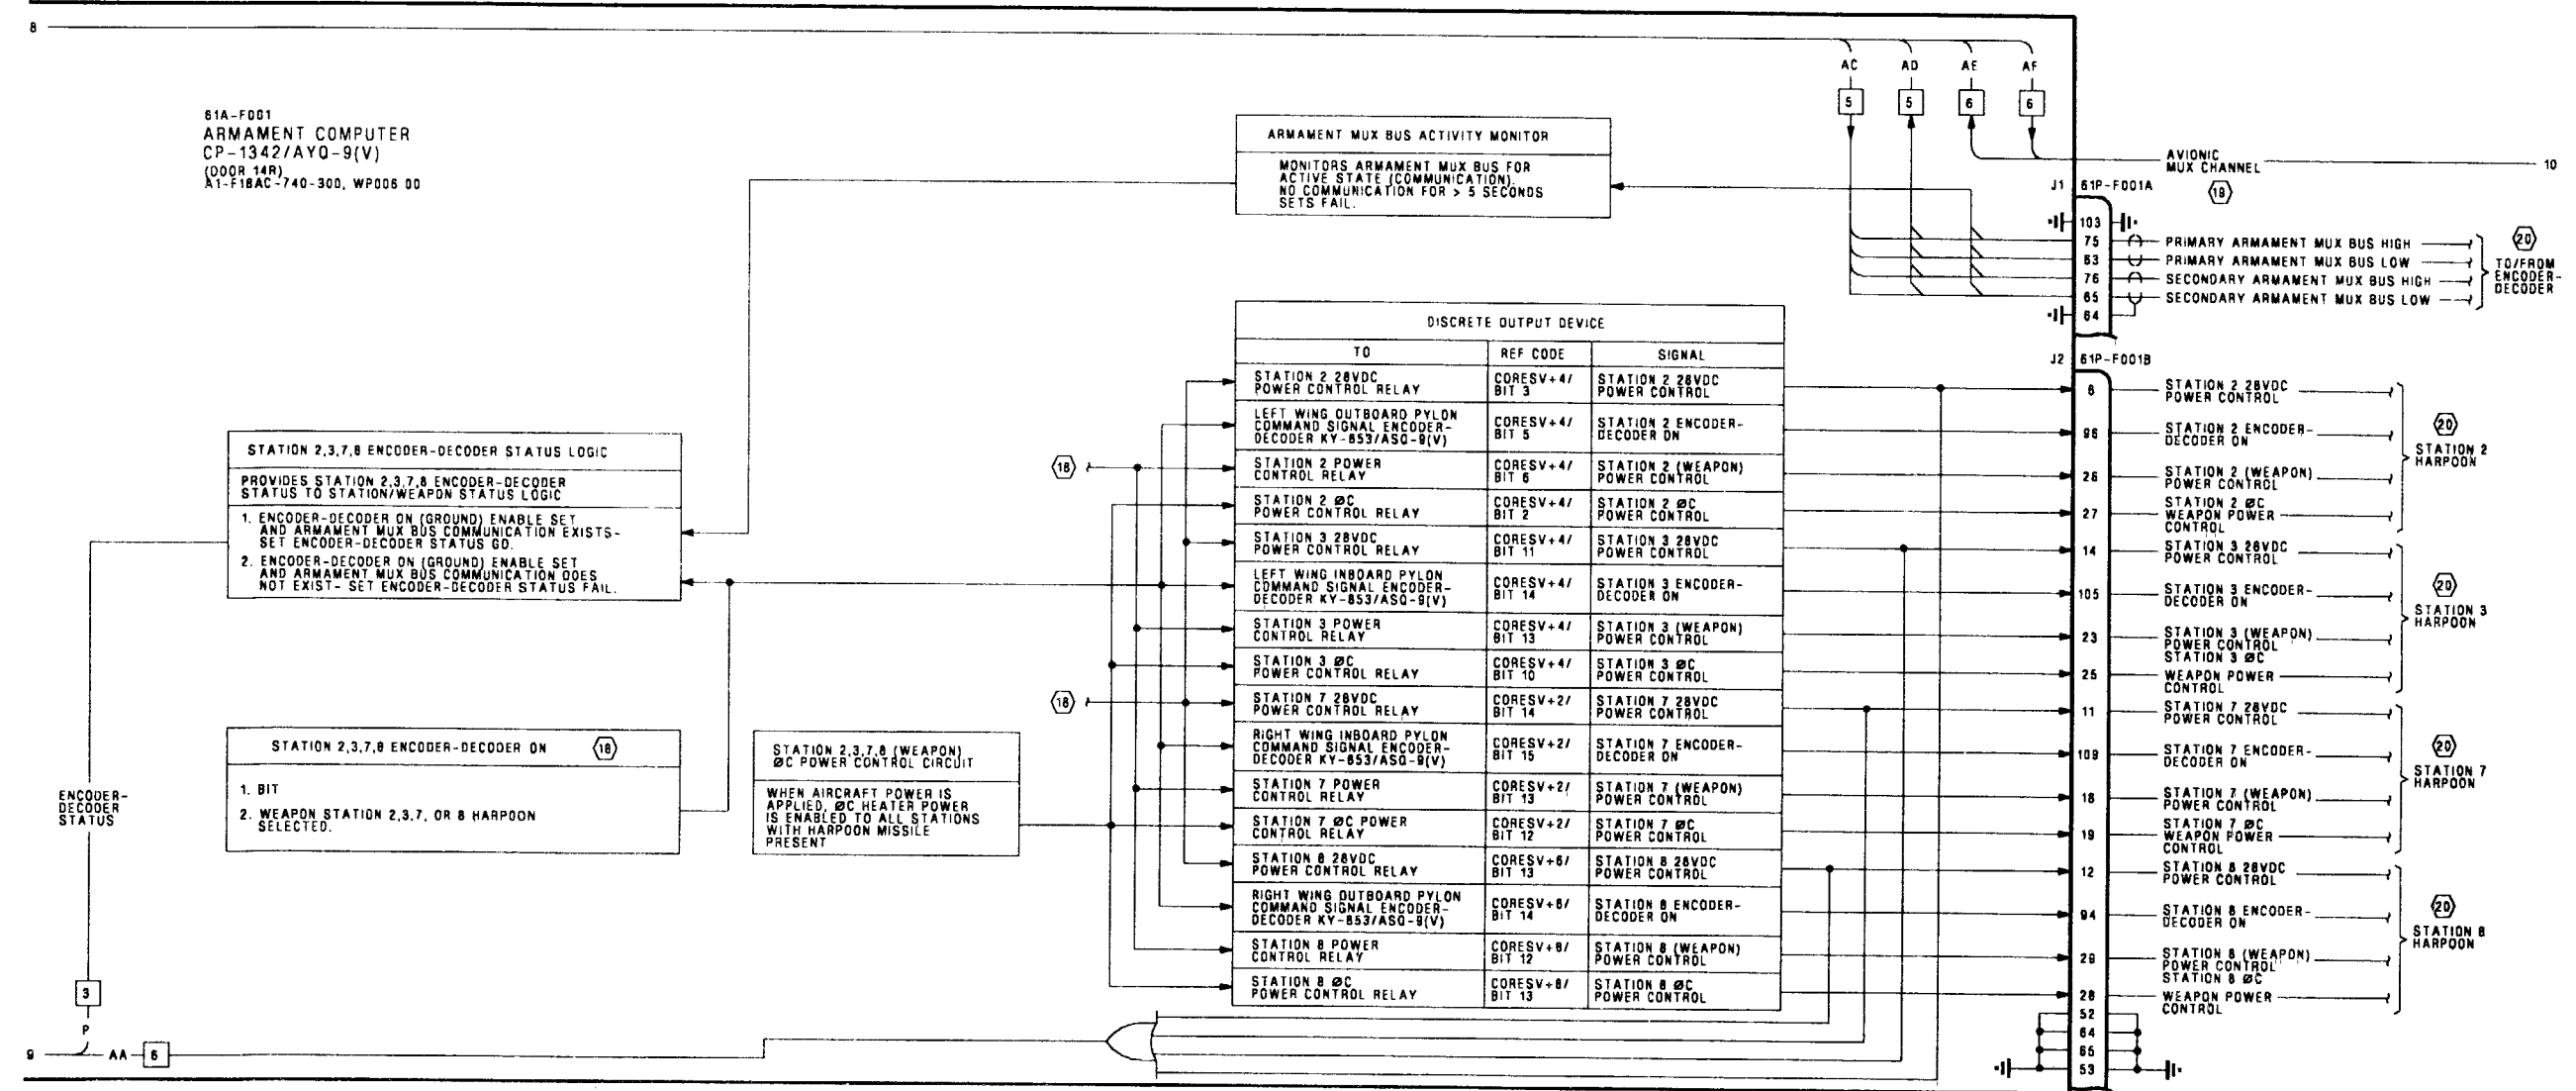 8
AC
AD
AE
AF
5
5
6
6
61A-F001
ARMAMENT COMPUTER
CP-1342/AYQ-9(V)
(DOOR 14R)
A1-F18AC-740-300, WP006 00
ARMAMENT MUX BUS ACTIVITY MONITOR
MONITORS ARMAMENT MUX BUS FOR
ACTIVE STATE (COMMUNICATION).
NO COMMUNICATION FOR > 5 SECONDS
SETS FAIL.
AVIONIC
MUX CHANNEL
10
19
J1 61P-F001A
103
75 PRIMARY ARMAMENT MUX BUS HIGH
63 PRIMARY ARMAMENT MUX BUS LOW
76 SECONDARY ARMAMENT MUX BUS HIGH
65 SECONDARY ARMAMENT MUX BUS LOW
64
20
TO/FROM
ENCODER-
DECODER
J2 61P-F001B
DISCRETE OUTPUT DEVICE
TO REF CODE SIGNAL
STATION 2 28VDC CORESV+4/ STATION 2 28VDC
POWER CONTROL RELAY BIT 3 POWER CONTROL
LEFT WING OUTBOARD PYLON
COMMAND SIGNAL ENCODER- CORESV+4/ STATION 2 ENCODER-
DECODER KY-853/ASQ-9(V) BIT 5 DECODER ON
STATION 2 POWER CORESV+4/ STATION 2 (WEAPON)
CONTROL RELAY BIT 6 POWER CONTROL
STATION 2 ØC CORESV+4/ STATION 2 ØC
POWER CONTROL RELAY BIT 2 POWER CONTROL
STATION 3 28VDC CORESV+4/ STATION 3 28VDC
POWER CONTROL RELAY BIT 11 POWER CONTROL
LEFT WING INBOARD PYLON
COMMAND SIGNAL ENCODER- CORESV+4/ STATION 3 ENCODER-
DECODER KY-853/ASQ-9(V) BIT 14 DECODER ON
STATION 3 POWER CORESV+4/ STATION 3 (WEAPON)
CONTROL RELAY BIT 13 POWER CONTROL
STATION 3 ØC CORESV+4/ STATION 3 ØC
POWER CONTROL RELAY BIT 10 POWER CONTROL
STATION 7 28VDC CORESV+2/ STATION 7 28VDC
POWER CONTROL RELAY BIT 14 POWER CONTROL
RIGHT WING INBOARD PYLON
COMMAND SIGNAL ENCODER- CORESV+2/ STATION 7 ENCODER-
DECODER KY-853/ASQ-9(V) BIT 15 DECODER ON
STATION 7 POWER CORESV+2/ STATION 7 (WEAPON)
CONTROL RELAY BIT 13 POWER CONTROL
STATION 7 ØC POWER CORESV+2/ STATION 7 ØC
CONTROL RELAY BIT 12 POWER CONTROL
STATION 8 28VDC CORESV+6/ STATION 8 28VDC
POWER CONTROL RELAY BIT 13 POWER CONTROL
RIGHT WING OUTBOARD PYLON
COMMAND SIGNAL ENCODER- CORESV+6/ STATION 8 ENCODER-
DECODER KY-853/ASQ-9(V) BIT 14 DECODER ON
STATION 8 POWER CORESV+8/ STATION 8 (WEAPON)
CONTROL RELAY BIT 12 POWER CONTROL
STATION 8 ØC CORESV+8/ STATION 8 ØC
POWER CONTROL RELAY BIT 13 POWER CONTROL
18
18
STATION 2,3,7,8 ENCODER-DECODER STATUS LOGIC
PROVIDES STATION 2,3,7,8 ENCODER-DECODER
STATUS TO STATION/WEAPON STATUS LOGIC
1. ENCODER-DECODER ON (GROUND) ENABLE SET
AND ARMAMENT MUX BUS COMMUNICATION EXISTS-
SET ENCODER-DECODER STATUS GO.
2. ENCODER-DECODER ON (GROUND) ENABLE SET
AND ARMAMENT MUX BUS COMMUNICATION DOES
NOT EXIST- SET ENCODER-DECODER STATUS FAIL.
STATION 2,3,7,8 ENCODER-DECODER ON 18
1. BIT
2. WEAPON STATION 2,3,7, OR 8 HARPOON
SELECTED.
STATION 2,3,7,8 (WEAPON)
ØC POWER CONTROL CIRCUIT
WHEN AIRCRAFT POWER IS
APPLIED, ØC HEATER POWER
IS ENABLED TO ALL STATIONS
WITH HARPOON MISSILE
PRESENT
ENCODER-
DECODER
STATUS
3
P
9 AA 6
6 STATION 2 28VDC
POWER CONTROL
96 STATION 2 ENCODER-
DECODER ON
26 STATION 2 (WEAPON)
POWER CONTROL
STATION 2 ØC
27 WEAPON POWER
CONTROL
20
STATION 2
HARPOON
14 STATION 3 28VDC
POWER CONTROL
105 STATION 3 ENCODER-
DECODER ON
23 STATION 3 (WEAPON)
POWER CONTROL
STATION 3 ØC
25 WEAPON POWER
CONTROL
20
STATION 3
HARPOON
11 STATION 7 28VDC
POWER CONTROL
109 STATION 7 ENCODER-
DECODER ON
18 STATION 7 (WEAPON)
POWER CONTROL
STATION 7 ØC
19 WEAPON POWER
CONTROL
20
STATION 7
HARPOON
12 STATION 8 28VDC
POWER CONTROL
94 STATION 8 ENCODER-
DECODER ON
29 STATION 8 (WEAPON)
POWER CONTROL
STATION 8 ØC
28 WEAPON POWER
CONTROL
20
STATION 8
HARPOON
52
64
65
53